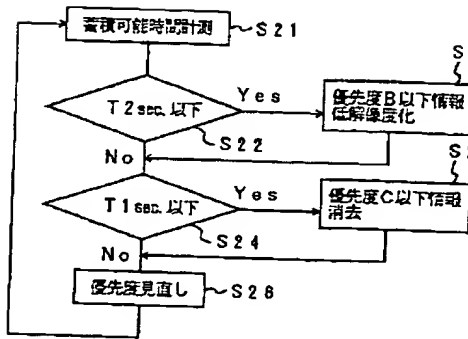 蓄積可能時間計測
S21
T2sec.以下
Yes
S22
S
優先度B以下情報
低解像度化
No
T1sec.以下
Yes
S24
優先度C以下情報
消去
No
優先度見直し
S26